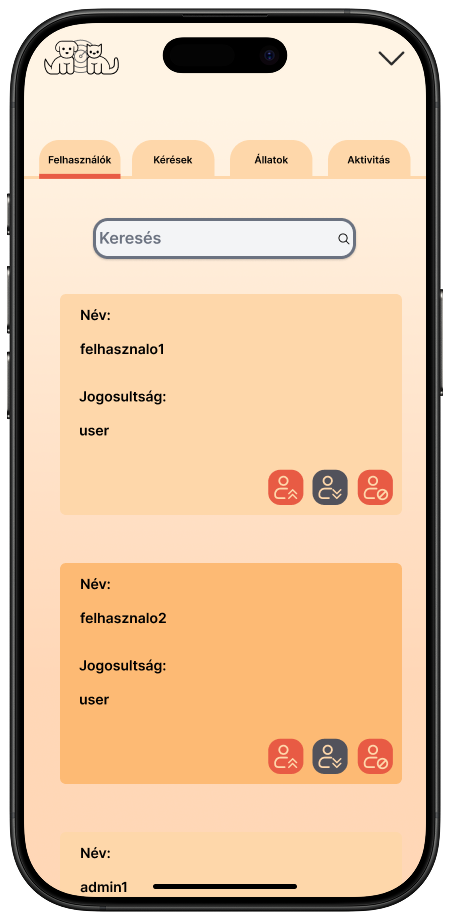 Felhasználók
Kérések
Állatok
Aktivitás
Keresés
Név:
felhasznalo1
Jogosultság:
user
Név:
felhasznalo2
Jogosultság:
user
Név:
admin1